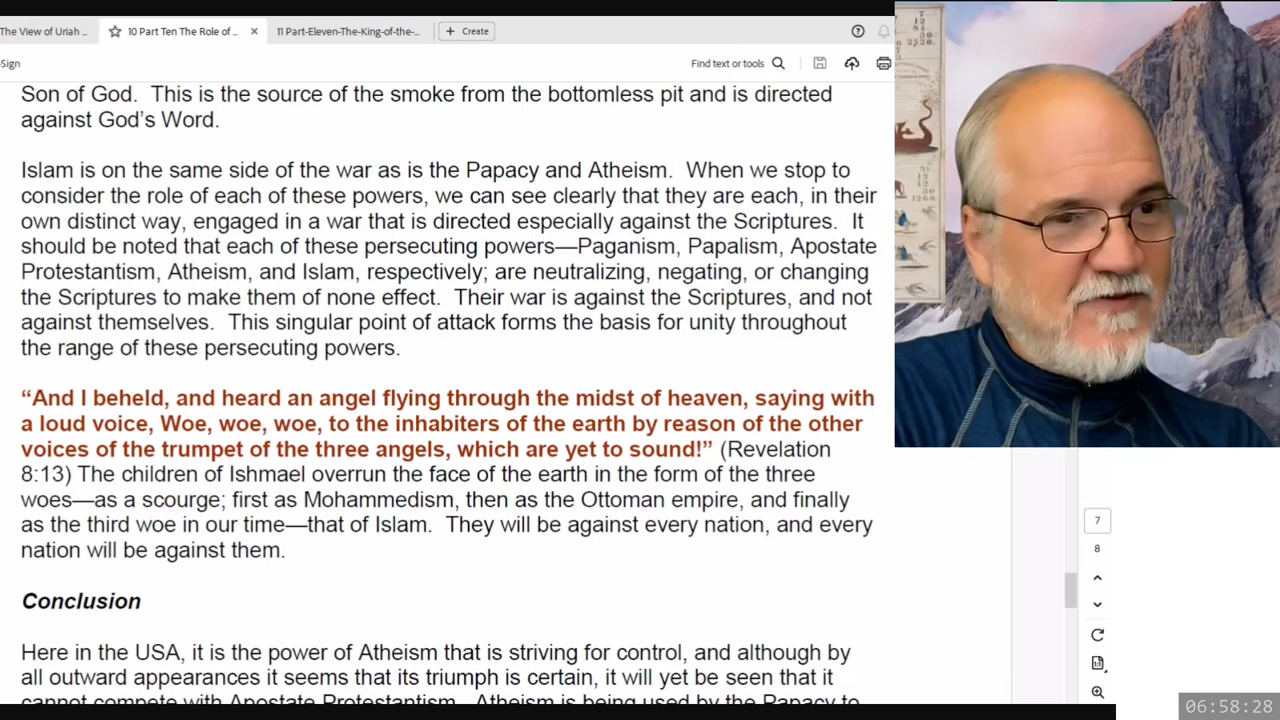 The View of Uriah ...
10 Part Ten The Role of ...
11 Part-Eleven-The-King-of-the-...
Create
-Sign
Find text or tools
Son of God.  This is the source of the smoke from the bottomless pit and is directed
against God's Word.
Islam is on the same side of the war as is the Papacy and Atheism.  When we stop to
consider the role of each of these powers, we can see clearly that they are each, in their
own distinct way, engaged in a war that is directed especially against the Scriptures.  It
should be noted that each of these persecuting powers—Paganism, Papalism, Apostate
Protestantism, Atheism, and Islam, respectively; are neutralizing, negating, or changing
the Scriptures to make them of none effect.  Their war is against the Scriptures, and not
against themselves.  This singular point of attack forms the basis for unity throughout
the range of these persecuting powers.
“And I beheld, and heard an angel flying through the midst of heaven, saying with
a loud voice, Woe, woe, woe, to the inhabiters of the earth by reason of the other
voices of the trumpet of the three angels, which are yet to sound!” (Revelation
8:13) The children of Ishmael overrun the face of the earth in the form of the three
woes—as a scourge; first as Mohammedism, then as the Ottoman empire, and finally
as the third woe in our time—that of Islam.  They will be against every nation, and every
nation will be against them.
Conclusion
Here in the USA, it is the power of Atheism that is striving for control, and although by
all outward appearances it seems that its triumph is certain, it will yet be seen that it
cannot compete with Apostate Protestantism.  Atheism is being used by the Papacy to
7
8
2520.
1260.
06:58:28